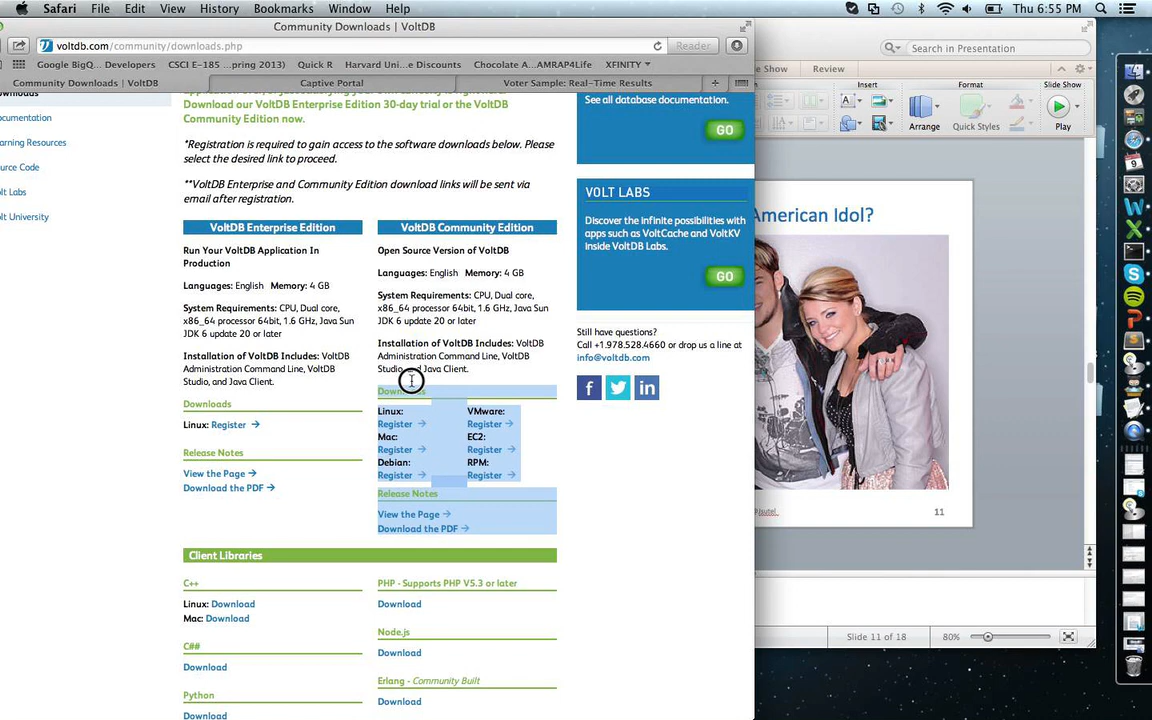 Safari File Edit View History Bookmarks Window Help Thu 6:55 PM
Community Downloads | VoltDB
voltdb.com/community/downloads.php
Reader
Google BigQ... Developers CSCI E-185 ...pring 2013) Quick R Harvard Uni...e Discounts Chocolate A...AMRAP4Life XFINITY
Community Downloads | VoltDB Captive Portal Voter Sample: Real-Time Results
ocumentation
earning Resources
ource Code
olt Labs
olt University
Download our VoltDB Enterprise Edition 30-day trial or the VoltDB
Community Edition now.
*Registration is required to gain access to the software downloads below. Please
select the desired link to proceed.
**VoltDB Enterprise and Community Edition download links will be sent via
email after registration.
VoltDB Enterprise Edition
Run Your VoltDB Application In
Production
Languages: English Memory: 4 GB
System Requirements: CPU, Dual core,
x86_64 processor 64bit, 1.6 GHz, Java Sun
JDK 6 update 20 or later
Installation of VoltDB Includes: VoltDB
Administration Command Line, VoltDB
Studio, and Java Client.
Downloads
Linux: Register
Release Notes
View the Page
Download the PDF
VoltDB Community Edition
Open Source Version of VoltDB
Languages: English Memory: 4 GB
System Requirements: CPU, Dual core,
x86_64 processor 64bit, 1.6 GHz, Java Sun
JDK 6 update 20 or later
Installation of VoltDB Includes: VoltDB
Administration Command Line, VoltDB
Studio, and Java Client.
Downloads
Linux: VMware:
Register Register
Mac: EC2:
Register Register
Debian: RPM:
Register Register
Release Notes
View the Page
Download the PDF
Client Libraries
C++
Linux: Download
Mac: Download
C##
Download
Python
Download
PHP - Supports PHP V5.3 or later
Download
Node.js
Download
Erlang - Community Built
Download
See all database documentation.
GO
VOLT LABS
Discover the infinite possibilities with
apps such as VoltCache and VoltKV
inside VoltDB Labs.
GO
Still have questions?
Call +1.978.528.4660 or drop us a line at
info@voltdb.com
Search in Presentation
e Show Review
Insert Format Slide Show
Arrange Quick Styles Play
American Idol?
11
Slide 11 of 18 80%